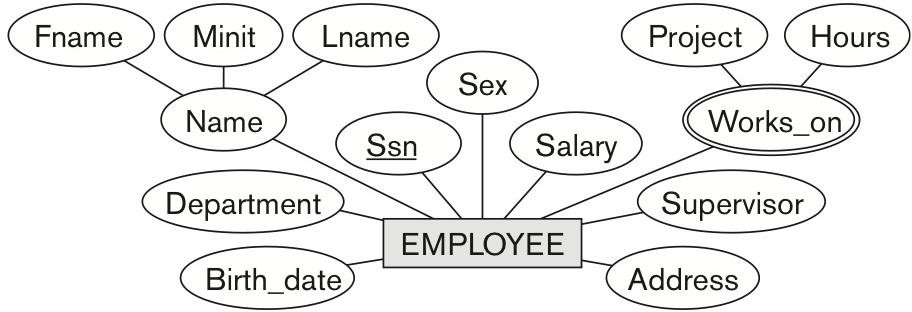 Fname
Minit
Lname
Project
Hours
Sex
Name
Works_on
Ssn
Salary
Department
Supervisor
EMPLOYEE
Birth_date
Address